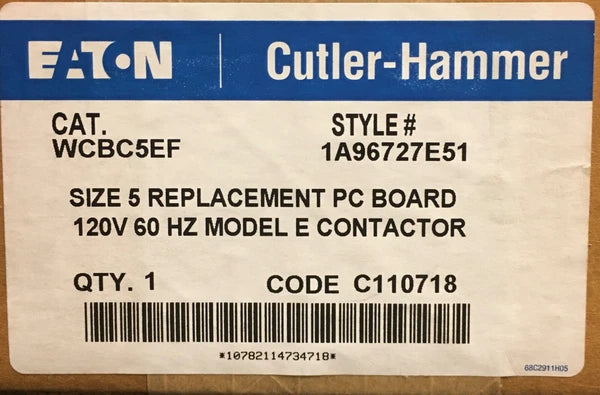 EATON | Cutler-Hammer
CAT. STYLE #
WCBC5EF 1A96727E51
SIZE 5 REPLACEMENT PC BOARD
120V 60 HZ MODEL E CONTACTOR
QTY. 1 CODE C110718
*10782114734718*
68C2911H05